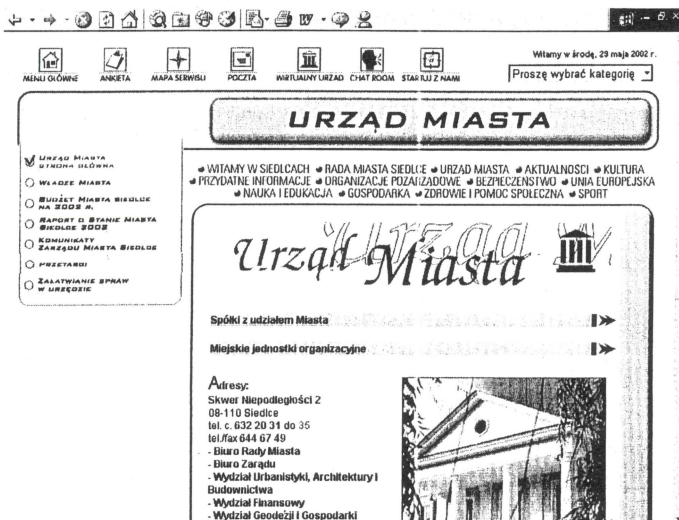 Witamy w środę, 29 maja 2002 r.
MENU GŁÓWNE ANKIETA MAPA SERWISU POCZTA WIRTUALNY URZĄD CHAT ROOM STARTUJ Z NAMI
Proszę wybrać kategorię
URZĄD MIASTA
URZĄD MIASTA
STRONA GŁÓWNA
WŁADZE MIASTA
BUDŻET MIASTA SIEDLCE
NA 2002 R.
RAPORT O STANIE MIASTA
SIEDLCE 2002
KOMUNIKATY
ZARZĄDU MIASTA SIEDLCE
PRZETARGI
ZAŁATWIANIE SPRAW
W URZĘDZIE
WITAMY W SIEDLCACH RADA MIASTA SIEDLCE URZĄD MIASTA AKTUALNOŚCI KULTURA
PRZYDATNE INFORMACJE ORGANIZACJE POZARZĄDOWE BEZPIECZEŃSTWO UNIA EUROPEJSKA
NAUKA I EDUKACJA GOSPODARKA ZDROWIE I POMOC SPOŁECZNA SPORT
Urząd M.
Urząd Miasta
Spółki z udziałem Miasta
Miejskie jednostki organizacyjne
Adresy:
Skwer Niepodległości 2
08-110 Siedlce
tel. c. 632 20 31 do 35
tel./fax 644 67 49
- Biuro Rady Miasta
- Biuro Zarądu
- Wydział Urbanistyki, Architektury i
Budownictwa
- Wydział Finansowy
- Wydział Geodezji i Gospodarki